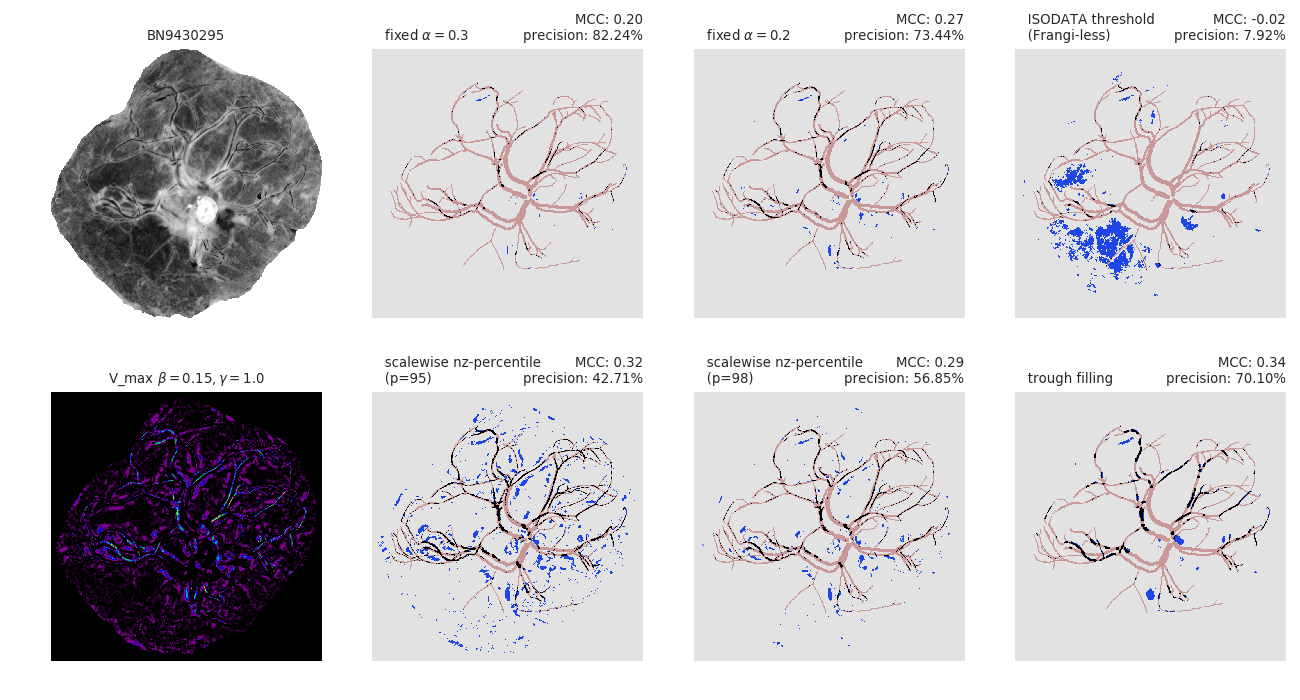 BN9430295
fixed α = 0.3
MCC: 0.20
precision: 82.24%
fixed α = 0.2
MCC: 0.27
precision: 73.44%
ISODATA threshold
(Frangi-less)
MCC: -0.02
precision: 7.92%
V_max β = 0.15, γ = 1.0
scalewise nz-percentile
(p=95)
MCC: 0.32
precision: 42.71%
scalewise nz-percentile
(p=98)
MCC: 0.29
precision: 56.85%
trough filling
MCC: 0.34
precision: 70.10%